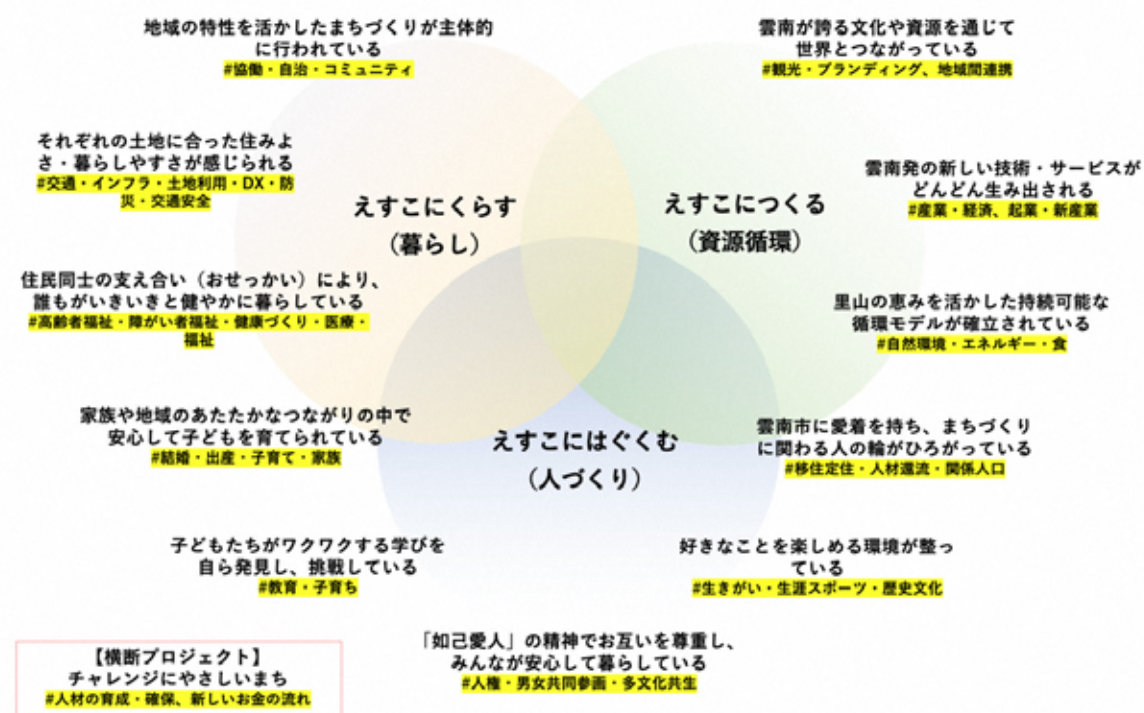 地域の特性を活かしたまちづくりが主体的
に行われている
#協働・自治・コミュニティ
雲南が誇る文化や資源を通じて
世界とつながっている
#観光・ブランディング、地域間連携
それぞれの土地に合った住みよ
さ・暮らしやすさが感じられる
#交通・インフラ・土地利用・DX・防
災・交通安全
雲南発の新しい技術・サービスが
どんどん生み出される
#産業・経済、起業・新産業
えすこにくらす
（暮らし）
えすこにつくる
（資源循環）
住民同士の支え合い（おせっかい）により、
誰もがいきいきと健やかに暮らしている
#高齢者福祉・障がい者福祉・健康づくり・医療・
福祉
里山の恵みを活かした持続可能な
循環モデルが確立されている
#自然環境・エネルギー・食
家族や地域のあたたかなつながりの中で
安心して子どもを育てられている
#結婚・出産・子育て・家族
えすこにはぐくむ
（人づくり）
雲南市に愛着を持ち、まちづくり
に関わる人の輪がひろがっている
#移住定住・人材還流・関係人口
子どもたちがワクワクする学びを
自ら発見し、挑戦している
#教育・子育ち
好きなことを楽しめる環境が整っ
ている
#生きがい・生涯スポーツ・歴史文化
「如己愛人」の精神でお互いを尊重し、
みんなが安心して暮らしている
#人権・男女共同参画・多文化共生
【横断プロジェクト】
チャレンジにやさしいまち
#人材の育成・確保、新しいお金の流れ